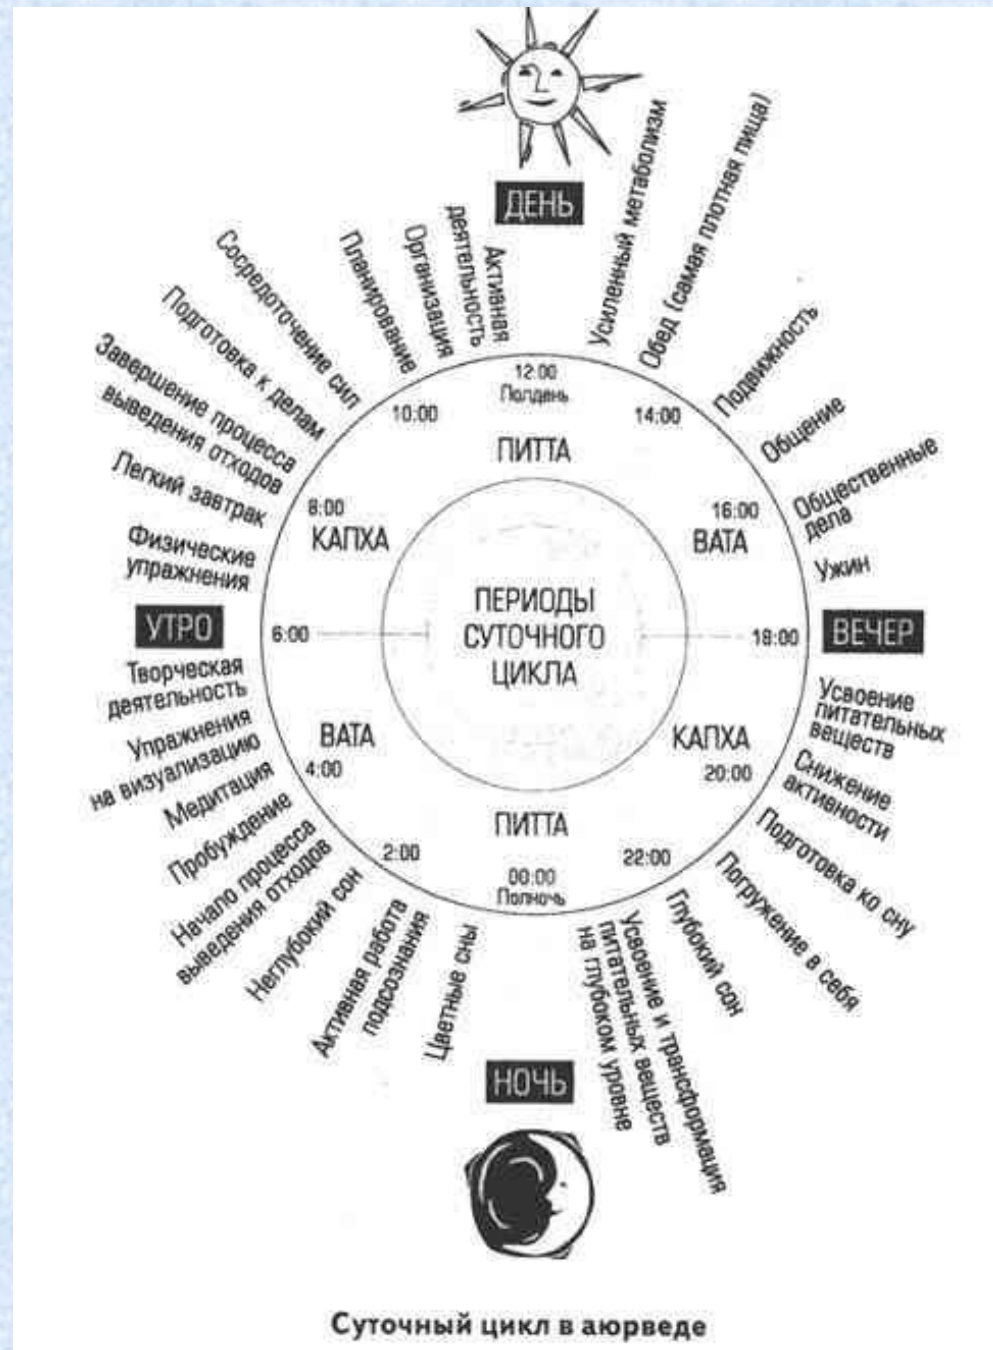 ДЕНЬ
Активная
деятельность
Организация
Планирование
Сосредоточение сил
Подготовка к делам
Завершение процесса
выведения отходов
Легкий завтрак
Физические
упражнения
УТРО
Творческая
деятельность
Упражнения
на визуализацию
Медитация
Пробуждение
Начало процесса
выведения отходов
Неглубокий сон
Активная работа
подсознания
Цветные сны
НОЧЬ
Усиленный метаболизм
Обед (самая плотная пища)
Подвижность
Общение
Общественные
дела
Ужин
ВЕЧЕР
Усвоение
питательных
веществ
Снижение
активности
Подготовка ко сну
Погружение в себя
Глубокий сон
Усвоение и трансформация
питательных веществ
на глубоком уровне
12:00
Полдень
10:00
14:00
ПИТТА
8:00
КАПХА
16:00
ВАТА
ПЕРИОДЫ
СУТОЧНОГО
ЦИКЛА
6:00
18:00
ВАТА
4:00
КАПХА
20:00
ПИТТА
2:00
22:00
00:00
Полночь
Суточный цикл в аюрведе